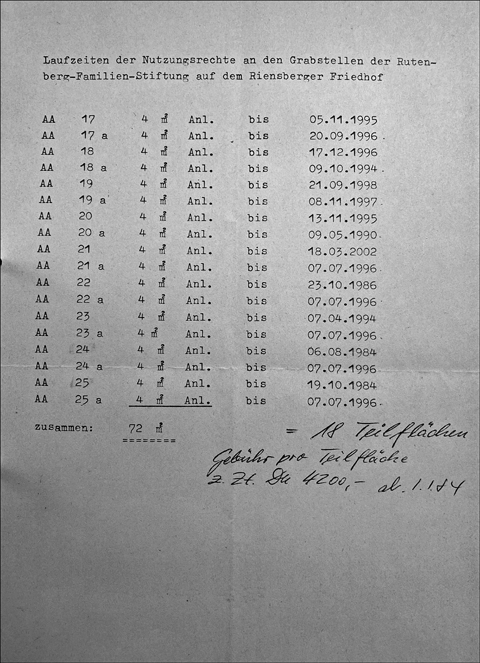 Laufzeiten der Nutzungsrechte an den Grabstellen der Ruten-
berg-Familien-Stiftung auf dem Riensberger Friedhof
AA 17 4 m² Anl. bis 05.11.1995
AA 17 a 4 m² Anl. bis 20.09.1996
AA 18 4 m² Anl. bis 17.12.1996
AA 18 a 4 m² Anl. bis 09.10.1994
AA 19 4 m² Anl. bis 21.09.1998
AA 19 a 4 m² Anl. bis 08.11.1997
AA 20 4 m² Anl. bis 13.11.1995
AA 20 a 4 m² Anl. bis 09.05.1990
AA 21 4 m² Anl. bis 18.03.2002
AA 21 a 4 m² Anl. bis 07.07.1996
AA 22 4 m² Anl. bis 23.10.1986
AA 22 a 4 m² Anl. bis 07.07.1996
AA 23 4 m² Anl. bis 07.04.1994
AA 23 a 4 m² Anl. bis 07.07.1996
AA 24 4 m² Anl. bis 06.08.1984
AA 24 a 4 m² Anl. bis 07.07.1996
AA 25 4 m² Anl. bis 19.10.1984
AA 25 a 4 m² Anl. bis 07.07.1996
zusammen: 72 m² = 18 Teilflächen
Gebühr pro Teilfläche
z. Zt. DM 4200,- ab 1.1.84